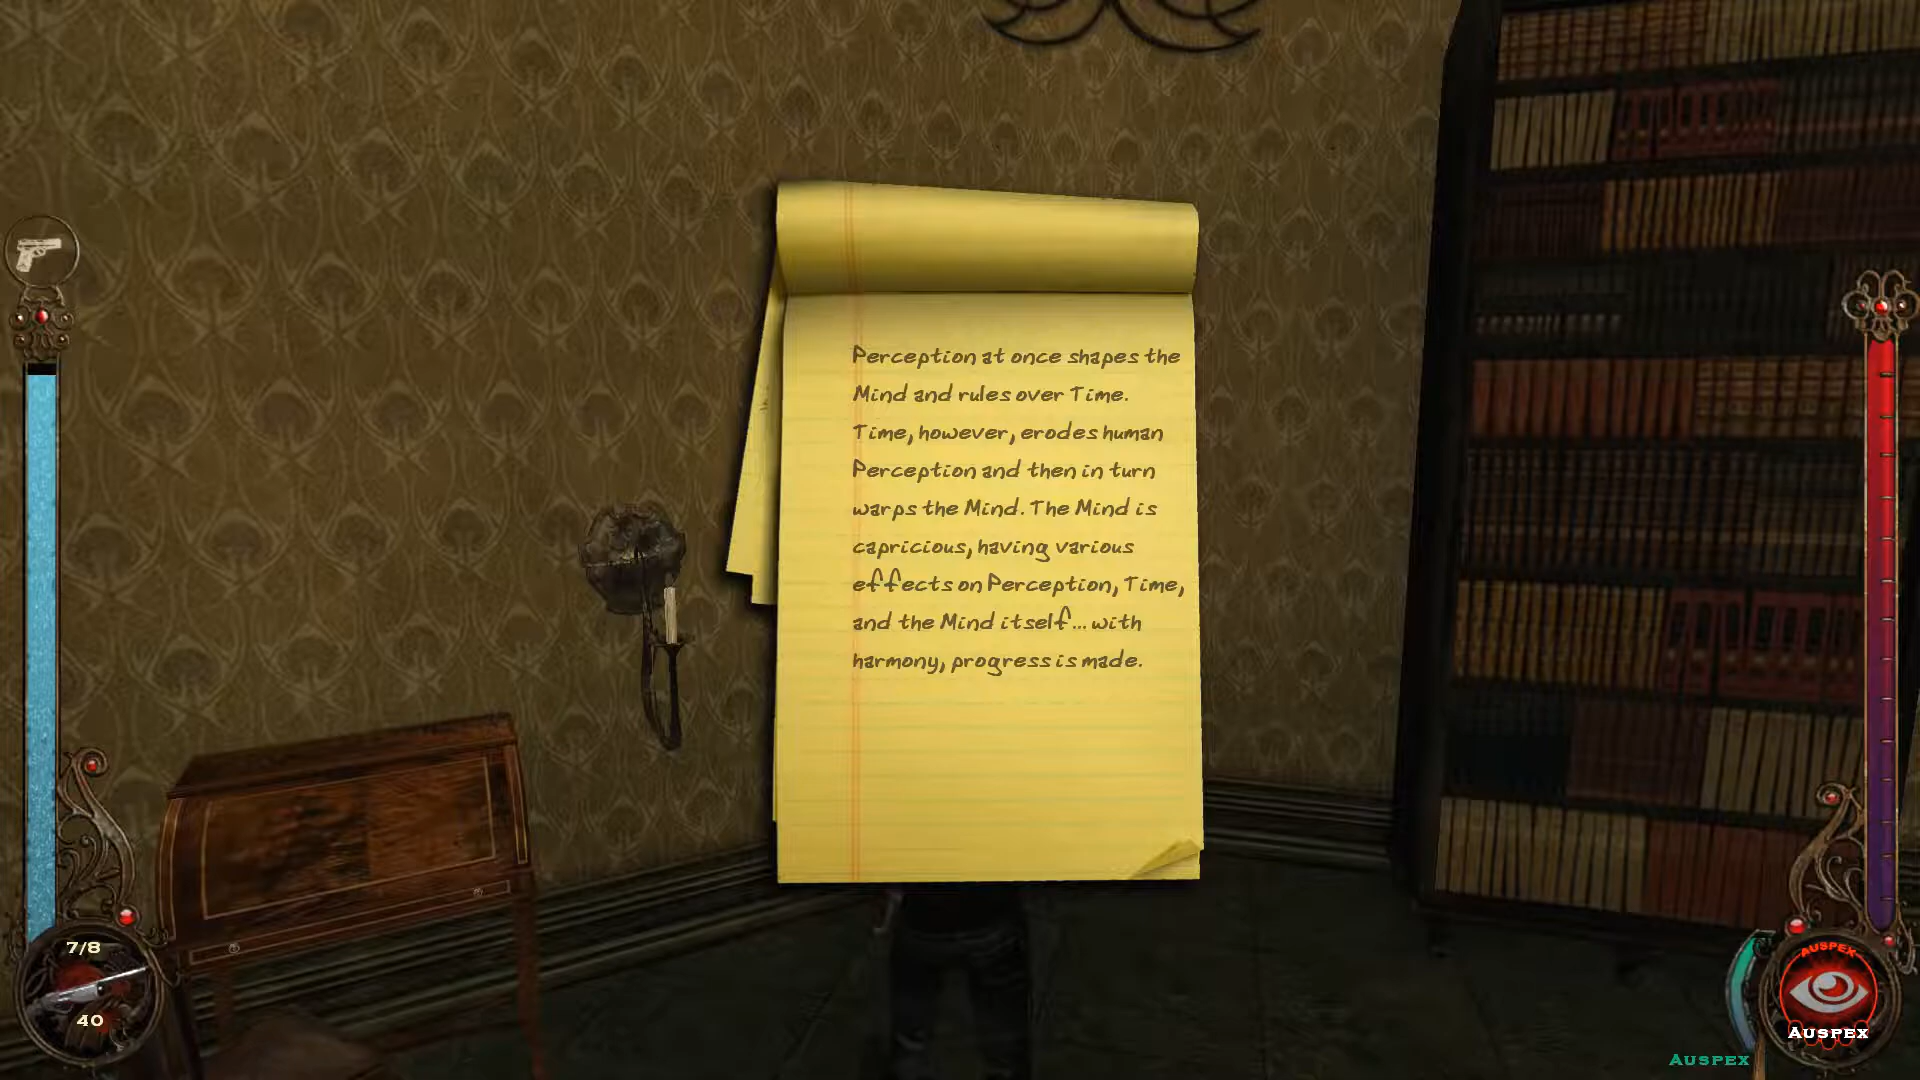 Perception at once shapes the
Mind and rules over Time.
Time, however, erodes human
Perception and then in turn
warps the Mind. The Mind is
capricious, having various
effects on Perception, Time,
and the Mind itself... with
harmony, progress is made.
7/8
40
AUSPEX
AUSPEX
AUSPEX